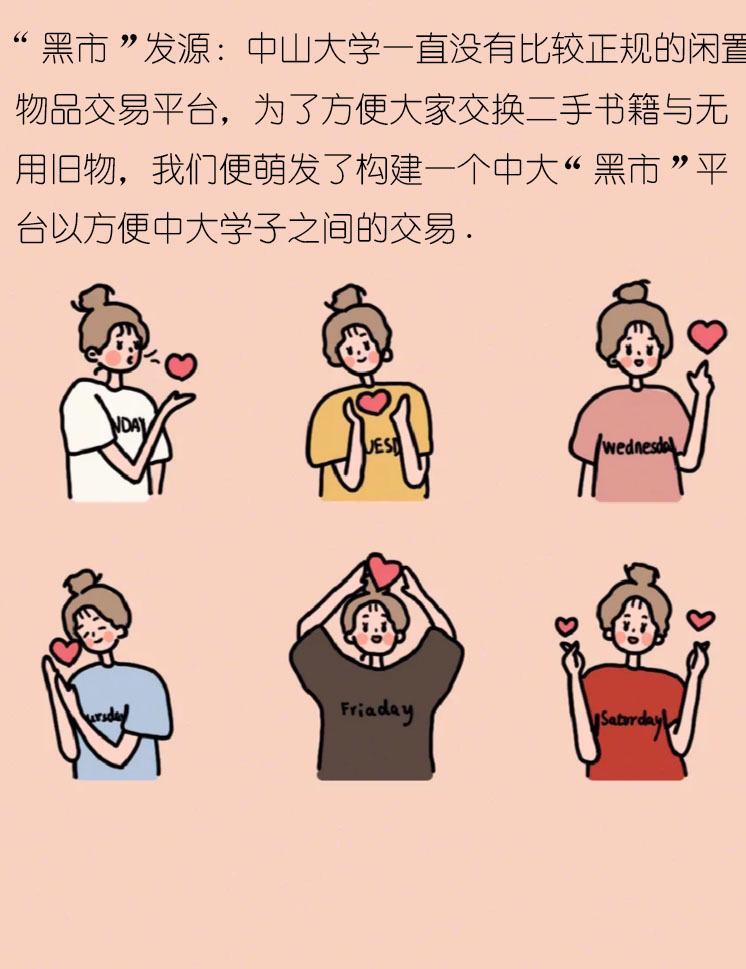 “黑市”发源：中山大学一直没有比较正规的闲置
物品交易平台，为了方便大家交换二手书籍与无
用旧物，我们便萌发了构建一个中大“黑市”平
台以方便中大学子之间的交易.
NDAY
UESD
Wednesday
ursday
Friaday
Saturday